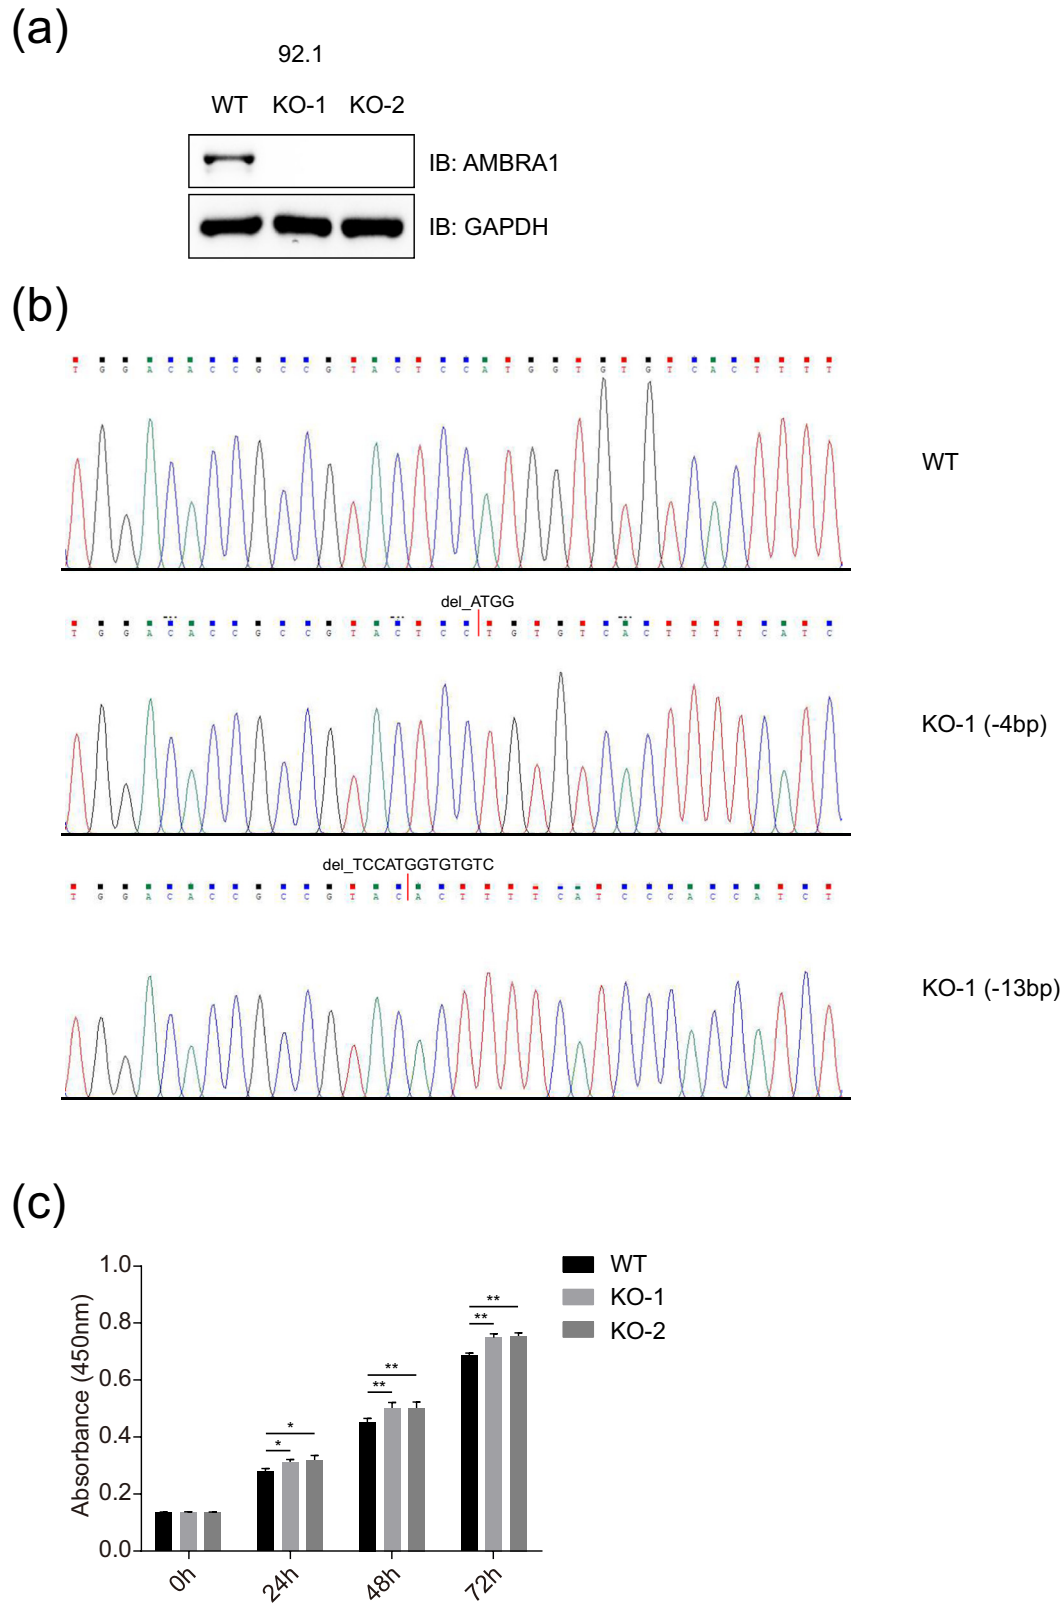 (a)
92.1
WT KO-1 KO-2
IB: AMBRA1
IB: GAPDH
(b)
T G G A C A C C G C C G T A C T C C A T G G T G T G T C A C T T T T
WT
del_ATGG
T G G A C A C C G C C G T A C T C C T G T G T C A C T T T T C A T C
KO-1 (-4bp)
del_TCCATGGTGTGTC
T G G A C A C C G C C G T A C A C T T T T C A T C C C A C C A T C T
KO-1 (-13bp)
(c)
Absorbance (450nm)
1.0
0.8
0.6
0.4
0.2
0.0
* *
** **
** **
0h 24h 48h 72h
WT
KO-1
KO-2